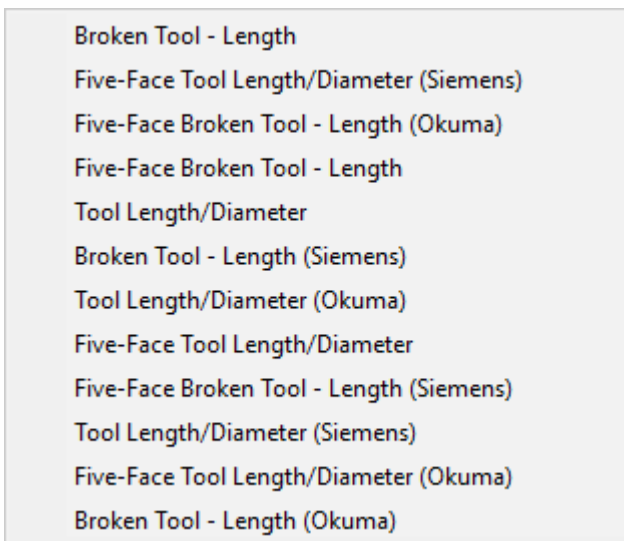 Broken Tool - Length
Five-Face Tool Length/Diameter (Siemens)
Five-Face Broken Tool - Length (Okuma)
Five-Face Broken Tool - Length
Tool Length/Diameter
Broken Tool - Length (Siemens)
Tool Length/Diameter (Okuma)
Five-Face Tool Length/Diameter
Five-Face Broken Tool - Length (Siemens)
Tool Length/Diameter (Siemens)
Five-Face Tool Length/Diameter (Okuma)
Broken Tool - Length (Okuma)